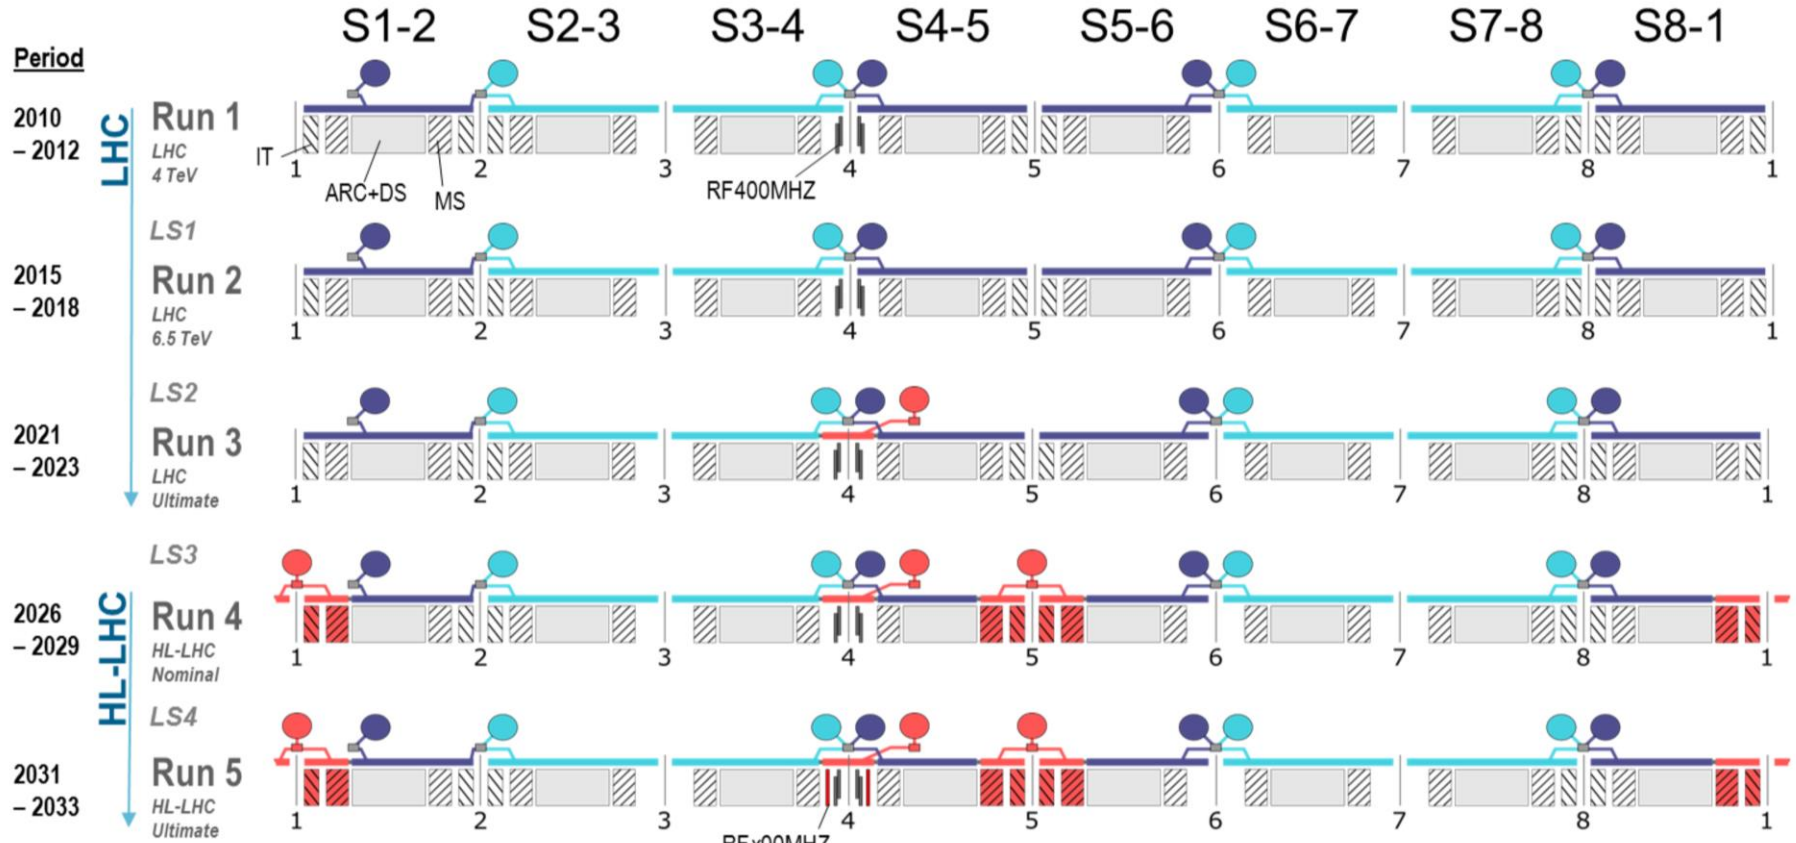 S1-2 S2-3 S3-4 S4-5 S5-6 S6-7 S7-8 S8-1
Period
2010
– 2012
LHC
Run 1
LHC
4 TeV
IT
ARC+DS
MS
RF400MHZ
1 2 3 4 5 6 7 8 1
LS1
2015
– 2018
Run 2
LHC
6.5 TeV
1 2 3 4 5 6 7 8 1
LS2
2021
– 2023
Run 3
LHC
Ultimate
1 2 3 4 5 6 7 8 1
LS3
2026
– 2029
HL-LHC
Run 4
HL-LHC
Nominal
1 2 3 4 5 6 7 8 1
LS4
2031
– 2033
Run 5
HL-LHC
Ultimate
1 2 3 4 5 6 7 8 1
RFx00MHZ